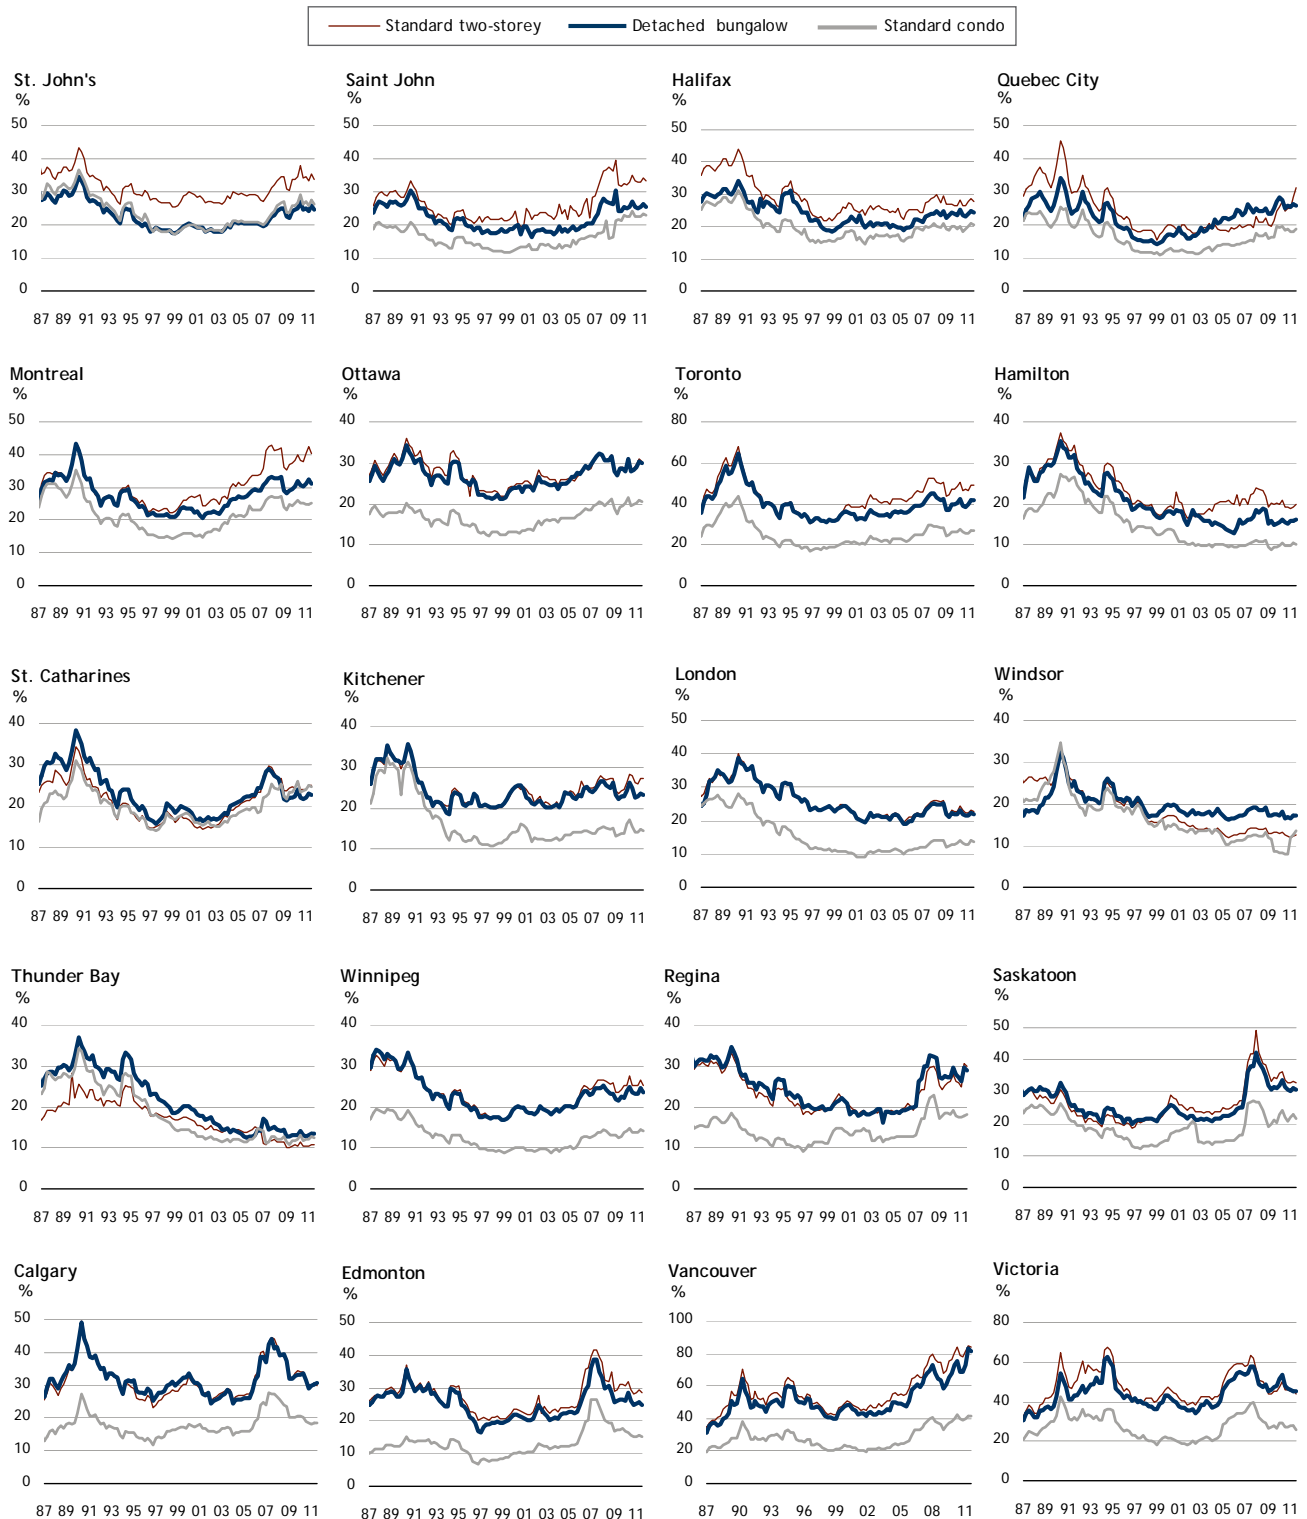 Standard two-storey Detached bungalow Standard condo
St. John's Saint John Halifax Quebec City
% % % %
50 50 50 50
40 40 40 40
30 30 30 30
20 20 20 20
10 10 10 10
0 0 0 0
87 89 91 93 95 97 99 01 03 05 07 09 11 87 89 91 93 95 97 99 01 03 05 07 09 11 87 89 91 93 95 97 99 01 03 05 07 09 11 87 89 91 93 95 97 99 01 03 05 07 09 11
Montreal Ottawa Toronto Hamilton
% % % %
50 40 80 40
40 30 60 30
30 20 40 20
20 10 20 10
10 0 0 0
0
87 89 91 93 95 97 99 01 03 05 07 09 11 87 89 91 93 95 97 99 01 03 05 07 09 11 87 89 91 93 95 97 99 01 03 05 07 09 11 87 89 91 93 95 97 99 01 03 05 07 09 11
St. Catharines Kitchener London Windsor
% % % %
40 40 50 40
30 30 40 30
20 20 30 20
10 10 20 10
0 0 10 0
0
87 89 91 93 95 97 99 01 03 05 07 09 11 87 89 91 93 95 97 99 01 03 05 07 09 11 87 89 91 93 95 97 99 01 03 05 07 09 11 87 89 91 93 95 97 99 01 03 05 07 09 11
Thunder Bay Winnipeg Regina Saskatoon
% % % %
40 40 40 50
30 30 30 40
20 20 20 30
10 10 10 20
0 0 0 10
0
87 89 91 93 95 97 99 01 03 05 07 09 11 87 89 91 93 95 97 99 01 03 05 07 09 11 87 89 91 93 95 97 99 01 03 05 07 09 11 87 89 91 93 95 97 99 01 03 05 07 09 11
Calgary Edmonton Vancouver Victoria
% % % %
50 50 100 80
40 40 80 60
30 30 60 40
20 20 40 20
10 10 20 0
0 0 0
87 89 91 93 95 97 99 01 03 05 07 09 11 87 89 91 93 95 97 99 01 03 05 07 09 11 87 90 93 96 99 02 05 08 11 87 89 91 93 95 97 99 01 03 05 07 09 11